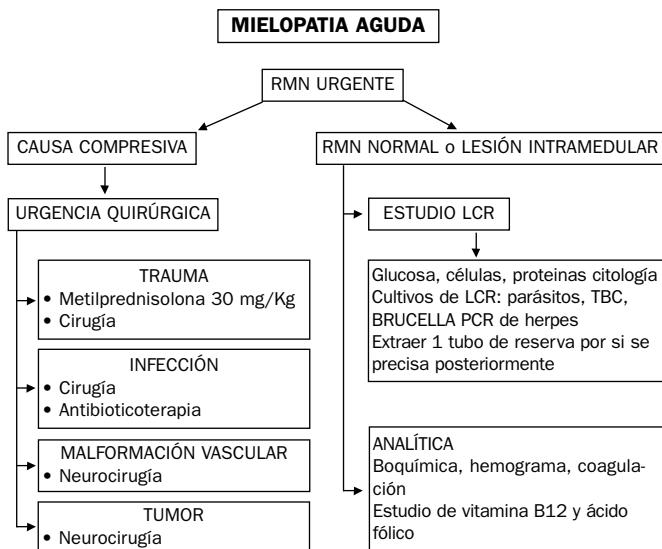 MIELOPATIA AGUDA
RMN URGENTE
CAUSA COMPRESIVA
URGENCIA QUIRÚRGICA
TRAUMA
• Metilprednisolona 30 mg/Kg
• Cirugía
INFECCIÓN
• Cirugía
• Antibioticoterapia
MALFORMACIÓN VASCULAR
• Neurocirugía
TUMOR
• Neurocirugía
RMN NORMAL o LESIÓN INTRAMEDULAR
ESTUDIO LCR
Glucosa, células, proteinas citología
Cultivos de LCR: parásitos, TBC,
BRUCELLA PCR de herpes
Extraer 1 tubo de reserva por si se
precisa posteriormente
ANALÍTICA
Boquímica, hemograma, coagula-
ción
Estudio de vitamina B12 y ácido
fólico